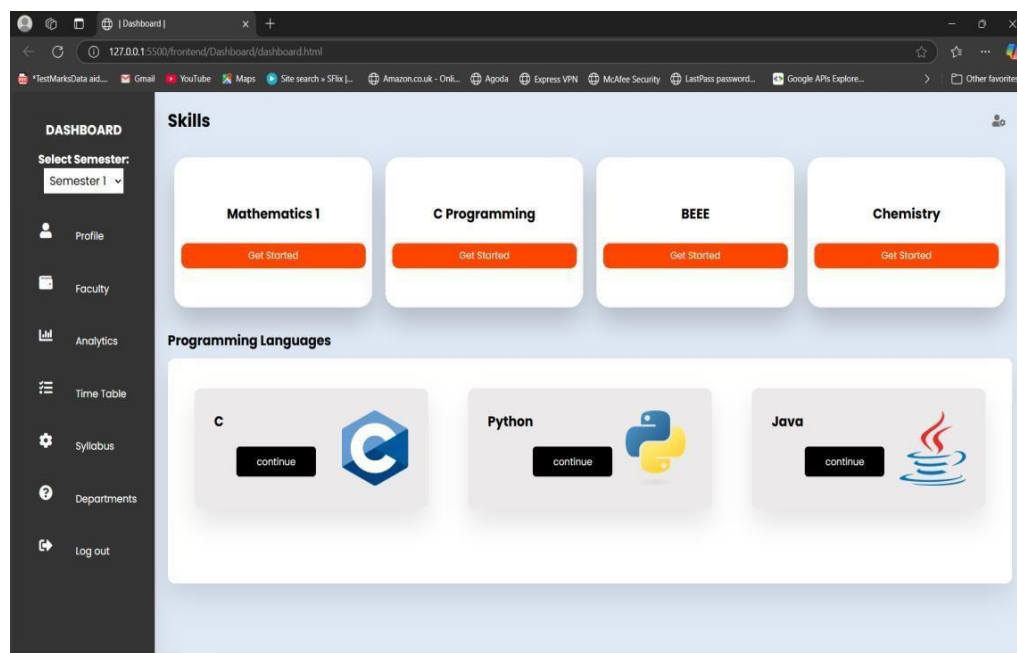 | Dashboard |
127.0.0.1:5500/frontend/Dashboard/dashboard.html
*TestMarksData aid.... Gmail YouTube Maps Site search » SFlix |... Amazon.co.uk - Onli... Agoda Express VPN McAfee Security LastPass password... Google APIs Explore... Other favorites
DASHBOARD
Select Semester:
Semester 1
Profile
Faculty
Analytics
Time Table
Syllabus
Departments
Log out
Skills
Mathematics 1 C Programming BEEE Chemistry
Get Started Get Started Get Started Get Started
Programming Languages
C Python Java
continue continue continue